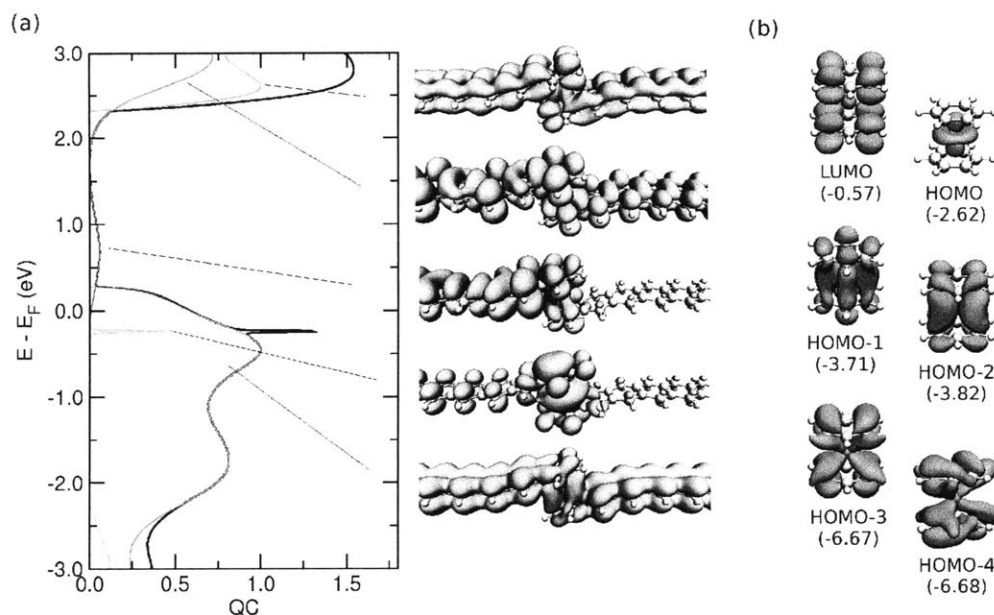 (a)
3.0
2.0
1.0
0.0
-1.0
-2.0
-3.0
E - E_F (eV)
0.0 0.5 1.0 1.5
QC
(b)
LUMO
(-0.57)
HOMO
(-2.62)
HOMO-1
(-3.71)
HOMO-2
(-3.82)
HOMO-3
(-6.67)
HOMO-4
(-6.68)